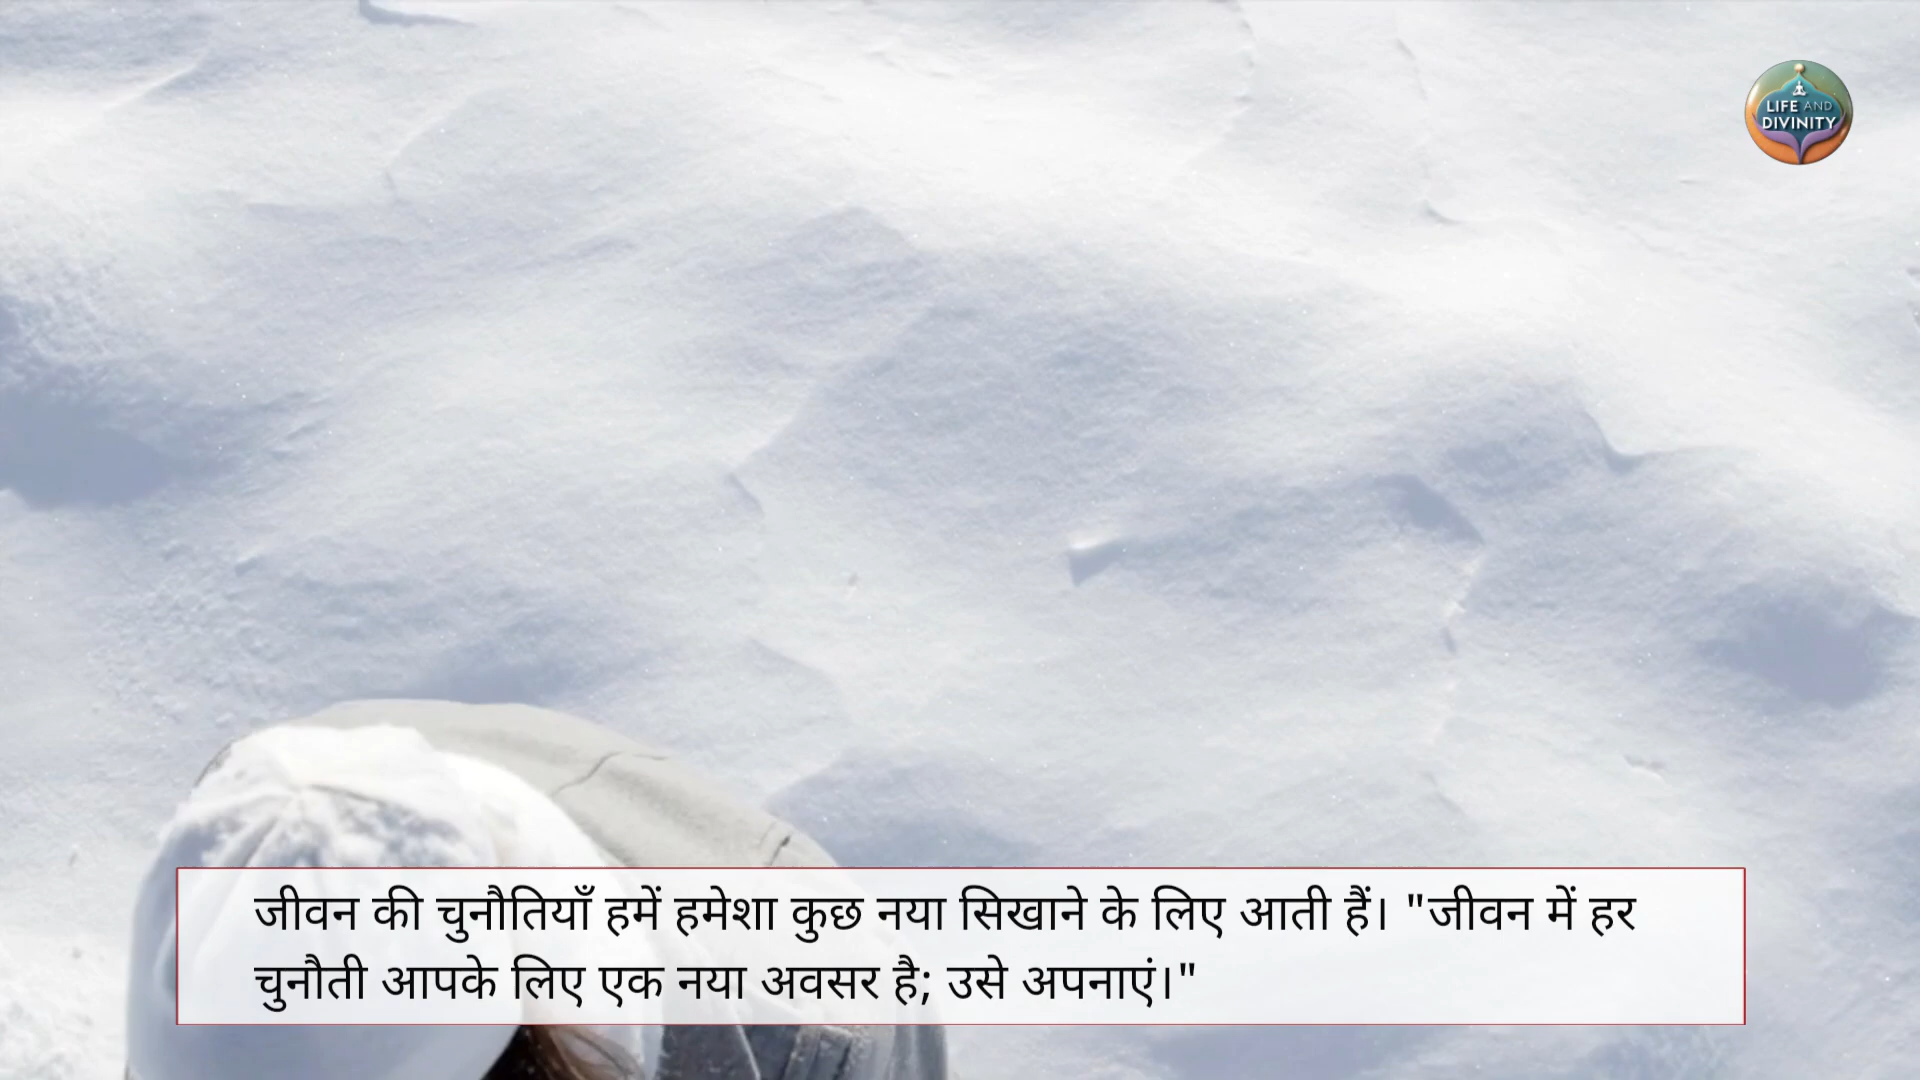 LIFE AND
DIVINITY
जीवन की चुनौतियाँ हमें हमेशा कुछ नया सिखाने के लिए आती हैं। "जीवन में हर
चुनौती आपके लिए एक नया अवसर है; उसे अपनाएं।"